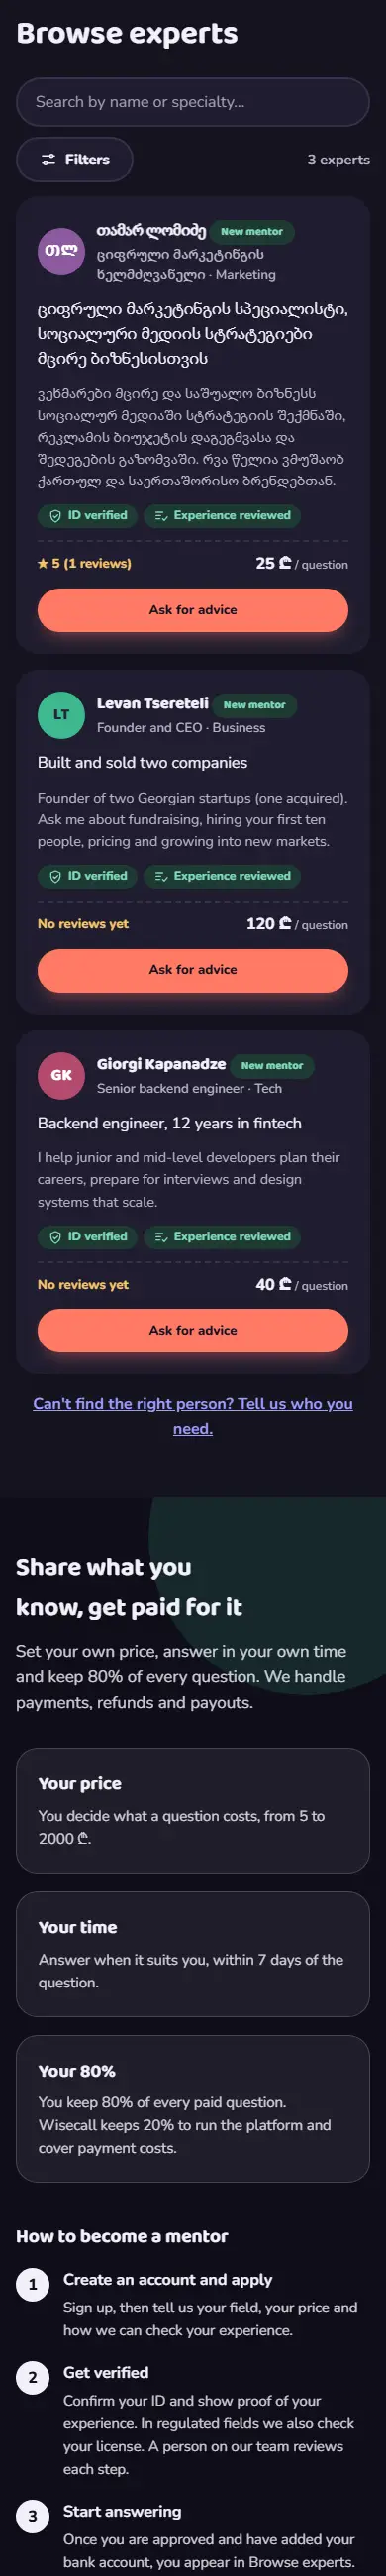 Browse experts
Search by name or specialty...
Filters
3 experts
თლ
თამარ ლომიძე New mentor
ციფრული მარკეტინგის
ხელმძღვანელი · Marketing
ციფრული მარკეტინგის სპეციალისტი,
სოციალური მედიის სტრატეგიები
მცირე ბიზნესისთვის
ვეხმარები მცირე და საშუალო ბიზნესს
სოციალურ მედიაში სტრატეგიის შექმნაში,
რეკლამის ბიუჯეტის დაგეგმვასა და
შედეგების გაზომვაში. რვა წელია ვმუშაობ
ქართულ და საერთაშორისო ბრენდებთან.
ID verified
Experience reviewed
★ 5 (1 reviews)
25 ₾ / question
Ask for advice
LT
Levan Tsereteli New mentor
Founder and CEO · Business
Built and sold two companies
Founder of two Georgian startups (one acquired).
Ask me about fundraising, hiring your first ten
people, pricing and growing into new markets.
ID verified
Experience reviewed
No reviews yet
120 ₾ / question
Ask for advice
GK
Giorgi Kapanadze New mentor
Senior backend engineer · Tech
Backend engineer, 12 years in fintech
I help junior and mid-level developers plan their
careers, prepare for interviews and design
systems that scale.
ID verified
Experience reviewed
No reviews yet
40 ₾ / question
Ask for advice
Can't find the right person? Tell us who you
need.
Share what you
know, get paid for it
Set your own price, answer in your own time
and keep 80% of every question. We handle
payments, refunds and payouts.
Your price
You decide what a question costs, from 5 to
2000 ₾.
Your time
Answer when it suits you, within 7 days of the
question.
Your 80%
You keep 80% of every paid question.
Wisecall keeps 20% to run the platform and
cover payment costs.
How to become a mentor
1
Create an account and apply
Sign up, then tell us your field, your price and
how we can check your experience.
2
Get verified
Confirm your ID and show proof of your
experience. In regulated fields we also check
your license. A person on our team reviews
each step.
3
Start answering
Once you are approved and have added your
bank account, you appear in Browse experts.